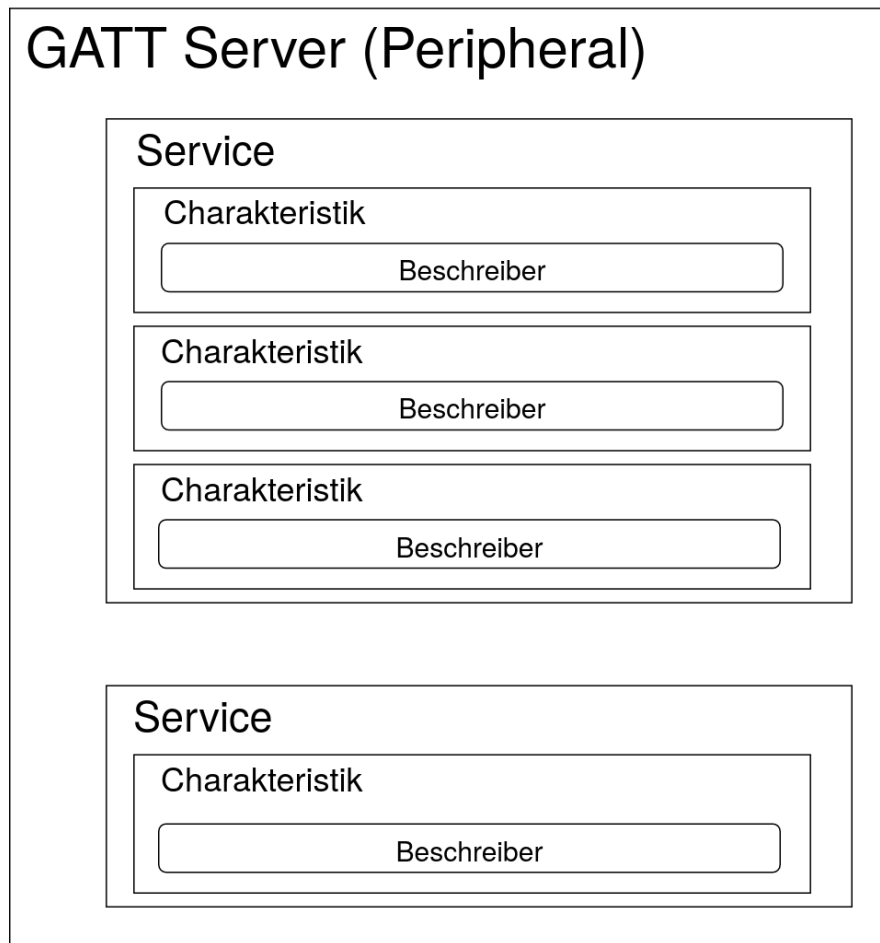 GATT Server (Peripheral)
Service
Charakteristik
Beschreiber
Charakteristik
Beschreiber
Charakteristik
Beschreiber
Service
Charakteristik
Beschreiber